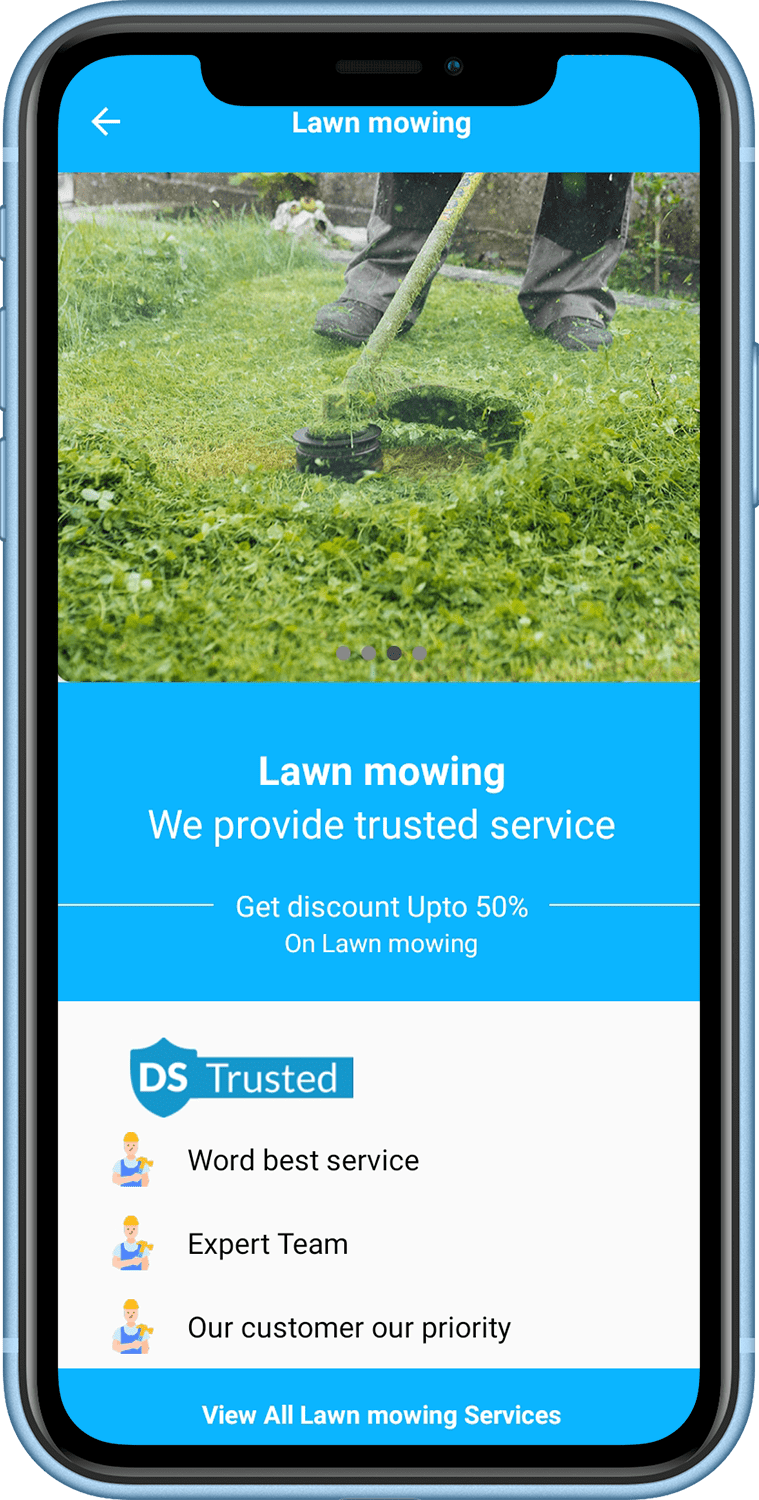 Lawn mowing
Lawn mowing
We provide trusted service
Get discount Upto 50%
On Lawn mowing
DS Trusted
Word best service
Expert Team
Our customer our priority
View All Lawn mowing Services